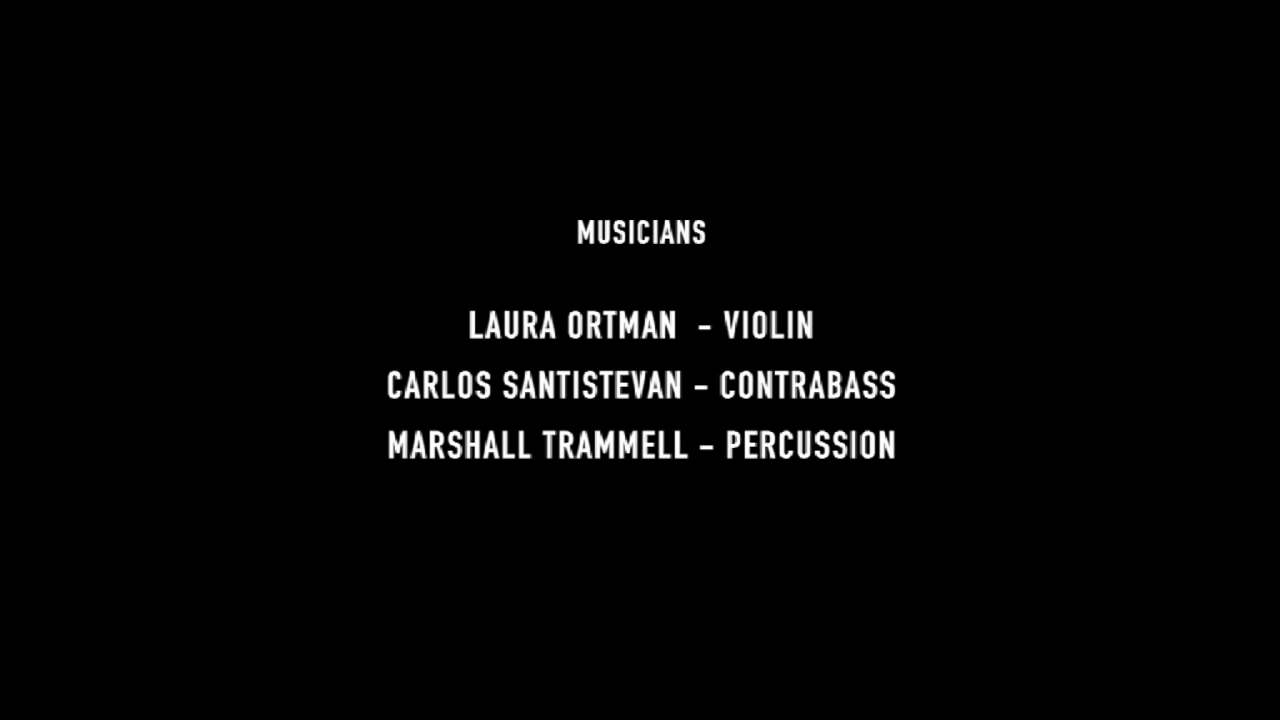 MUSICIANS
LAURA ORTMAN - VIOLIN
CARLOS SANTISTEVAN - CONTRABASS
MARSHALL TRAMMELL - PERCUSSION